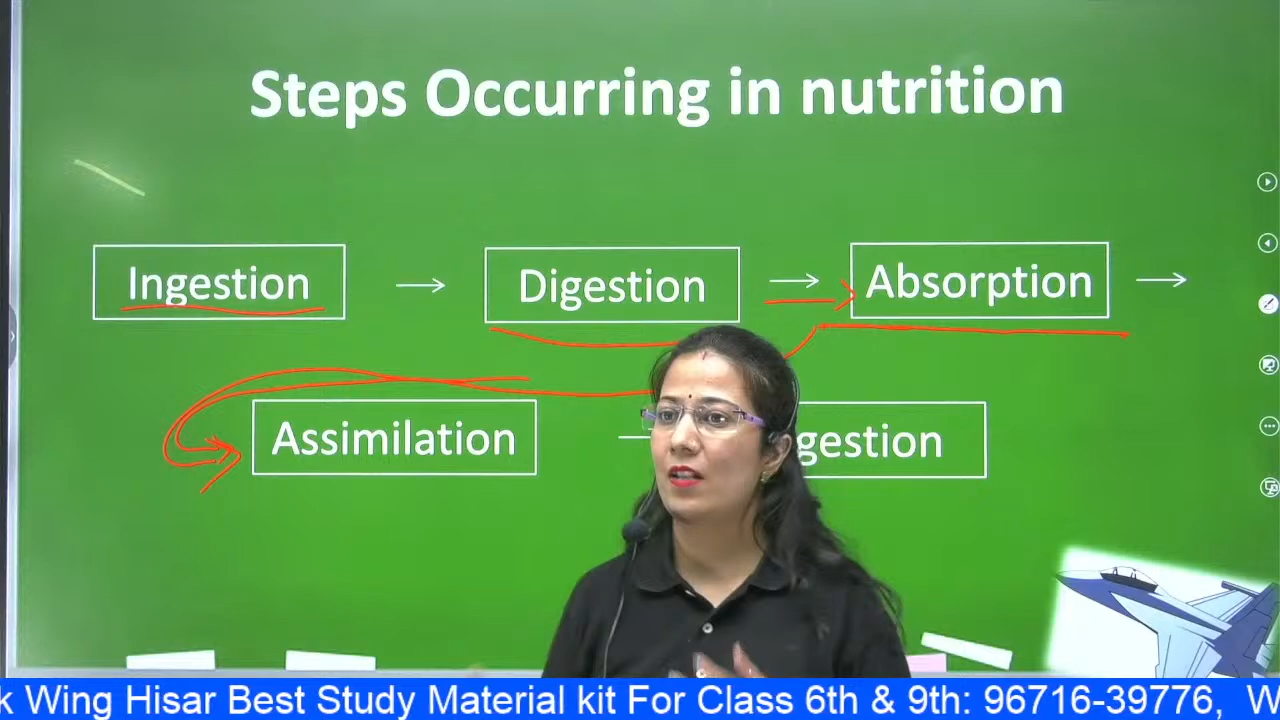 Steps Occurring in nutrition
Ingestion → Digestion → Absorption →
Assimilation gestion
k Wing Hisar Best Study Material kit For Class 6th & 9th: 96716-39776, W